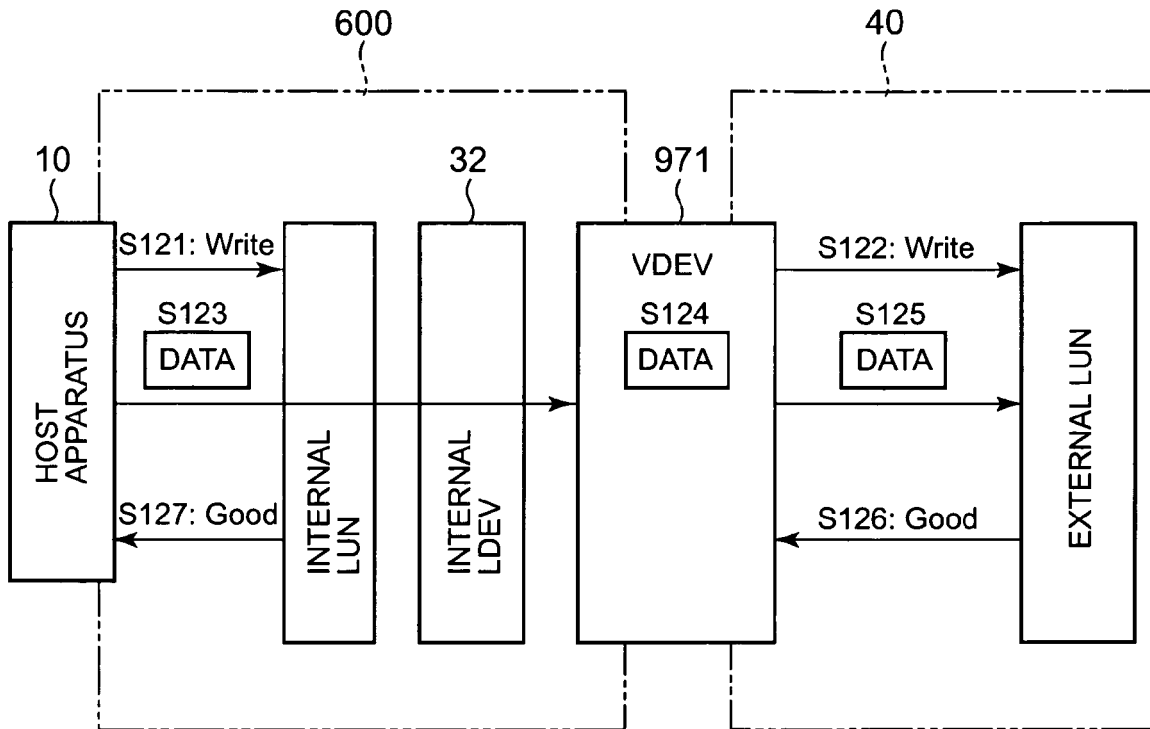 600
40
10
32
971
S121: Write
S122: Write
VDEV
S123
DATA
S124
DATA
S125
DATA
HOST
APPARATUS
INTERNAL
LUN
INTERNAL
LDEV
EXTERNAL LUN
S127: Good
S126: Good